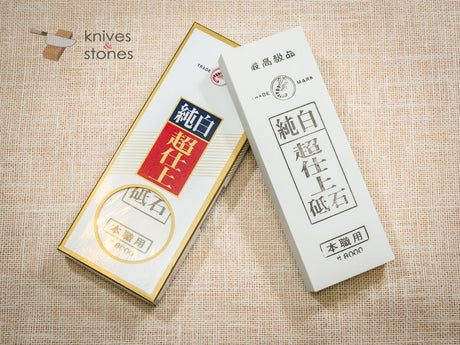 knives
&
stones
TRADE
純白
超仕上
砥石
本職用
最高級品
TRADE MARK
純白
超仕上
砥石
本職用
#8000